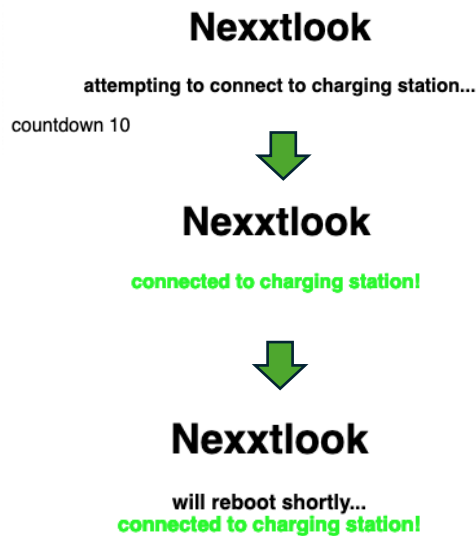 Nexxtlook
attempting to connect to charging station...
countdown 10
Nexxtlook
connected to charging station!
Nexxtlook
will reboot shortly...
connected to charging station!